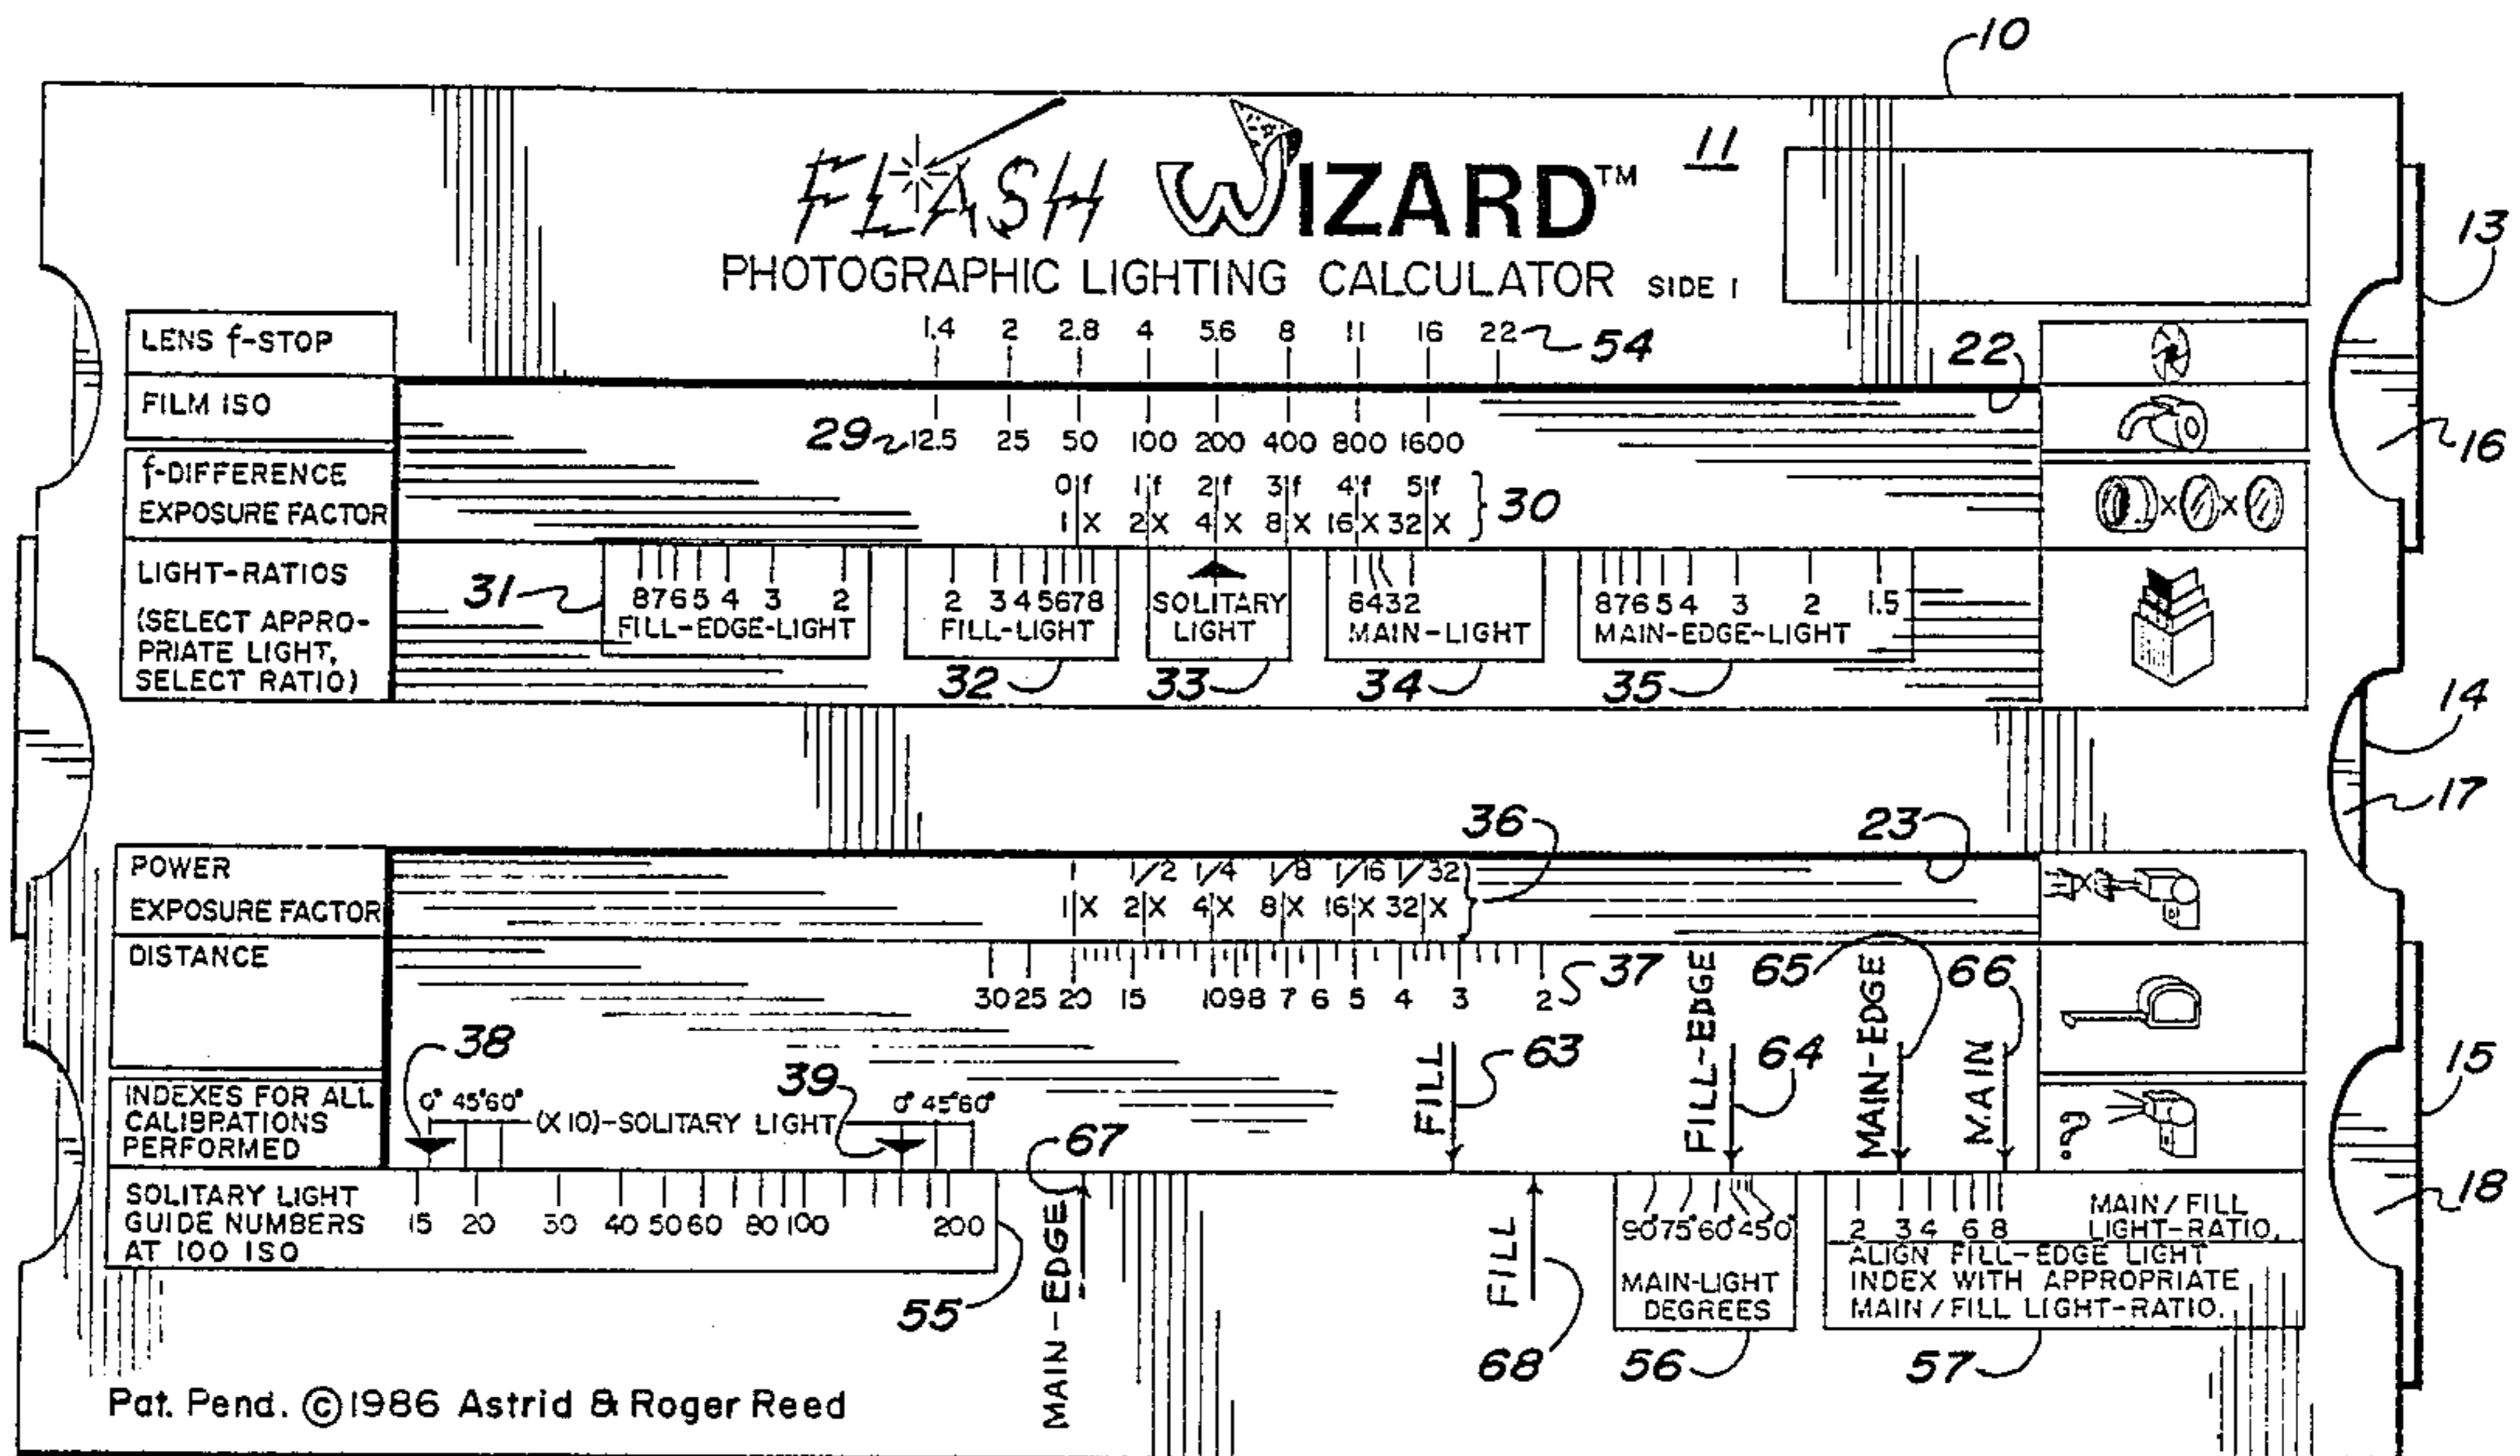 10
FLASH WIZARD™ 11
13
PHOTOGRAPHIC LIGHTING CALCULATOR SIDE 1
LENS f-STOP 1.4 2 2.8 4 5.6 8 11 16 22 54 22
FILM ISO 29 12.5 25 50 100 200 400 800 1600
16
f-DIFFERENCE 0 f 1 f 2 f 3 f 4 f 5 f
EXPOSURE FACTOR 1 X 2 X 4 X 8 X 16 X 32 X 30
X X
LIGHT-RATIOS
31 8 7 6 5 4 3 2 2 3 4 5 6 7 8 SOLITARY 8 4 3 2 8 7 6 5 4 3 2 1.5
(SELECT APPRO- FILL-EDGE-LIGHT FILL-LIGHT LIGHT MAIN-LIGHT MAIN-EDGE-LIGHT
PRIATE LIGHT,
SELECT RATIO) 32 33 34 35
14
17
36 23
POWER 1 1/2 1/4 1/8 1/16 1/32
EXPOSURE FACTOR 1 X 2 X 4 X 8 X 16 X 32 X
DISTANCE 37 FILL-EDGE 65 MAIN-EDGE 66
30 25 20 15 10 9 8 7 6 5 4 3 2
38 39 FILL 63 64 MAIN 15
INDEXES FOR ALL 0° 45° 60° (X 10)-SOLITARY LIGHT 0° 45° 60°
CALIBRATIONS
PERFORMED 67 ?
18
SOLITARY LIGHT
GUIDE NUMBERS 15 20 30 40 50 60 80 100 200
AT 100 ISO
MAIN-EDGE FILL
90° 75° 60° 45 0°
MAIN-LIGHT
DEGREES
2 3 4 6 8 MAIN/FILL
LIGHT-RATIO,
ALIGN FILL-EDGE LIGHT
INDEX WITH APPROPRIATE
MAIN/FILL LIGHT-RATIO.
55 68 56 57
Pat. Pend. ©1986 Astrid & Roger Reed